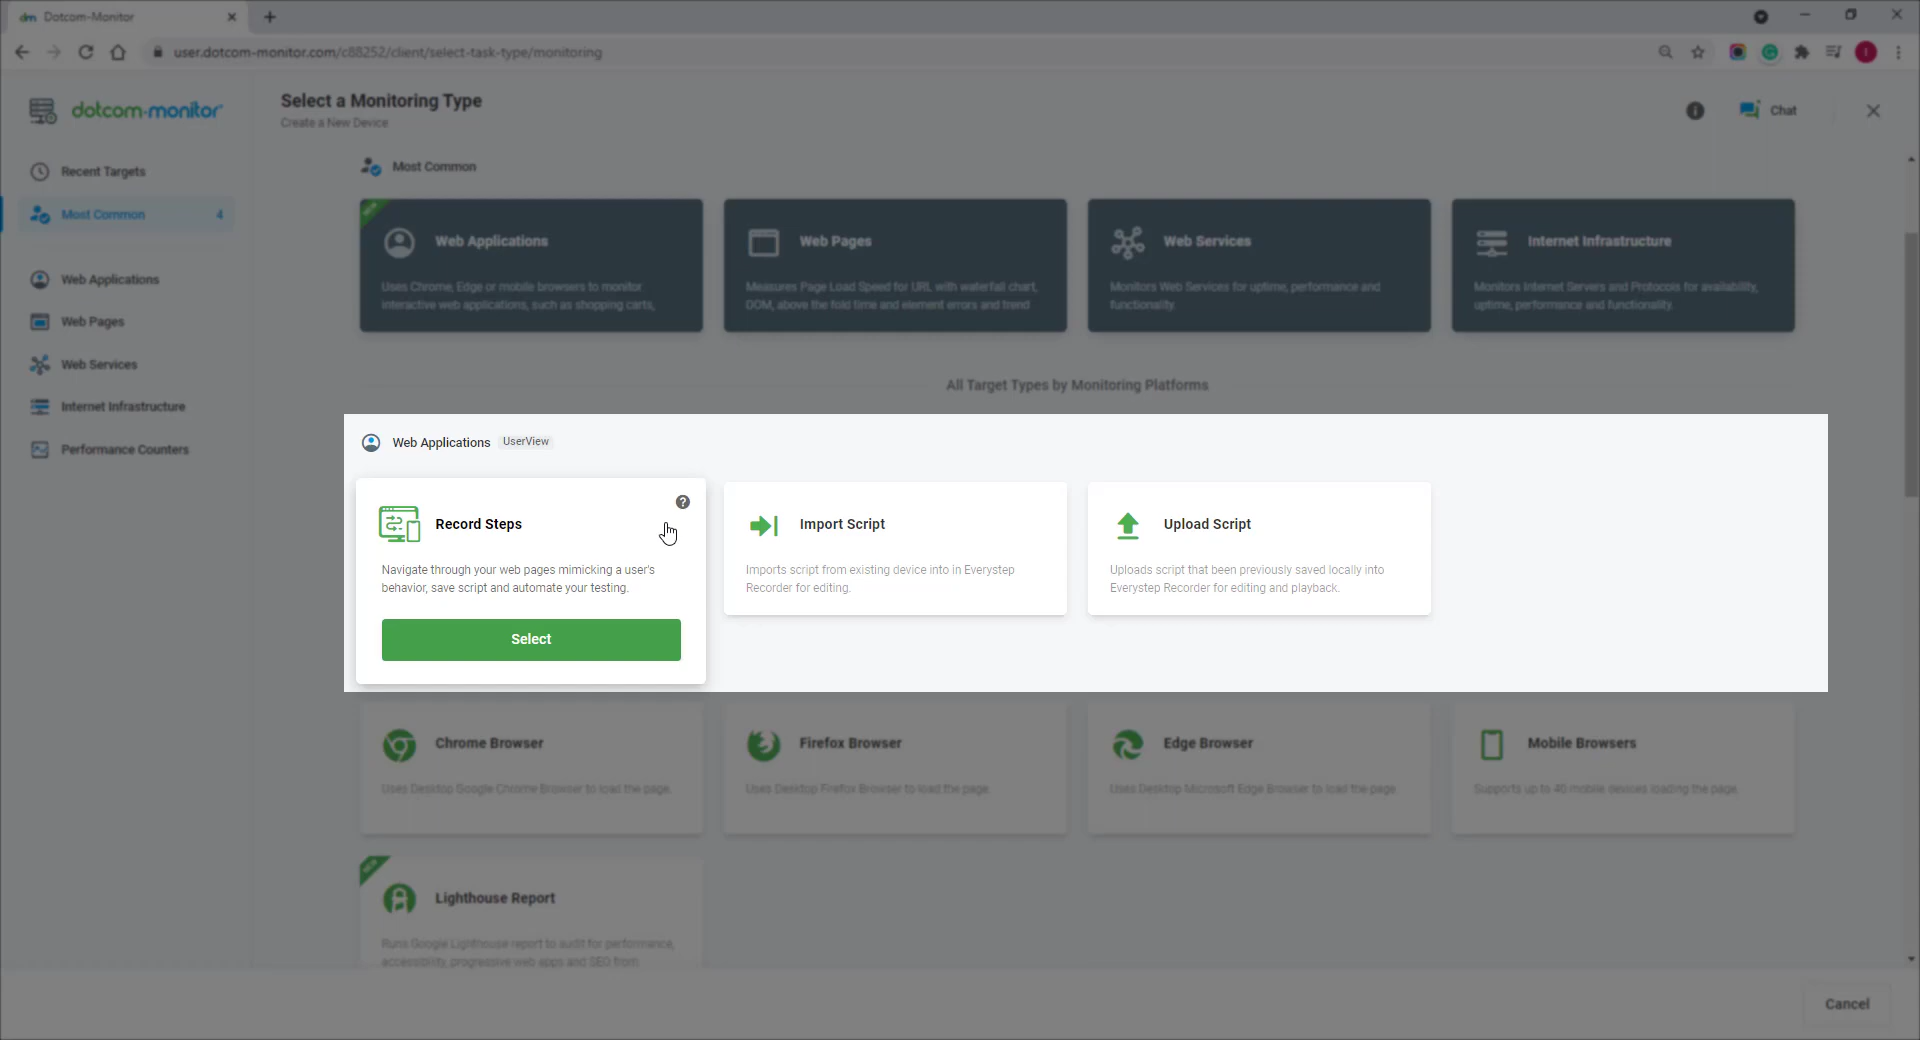 dm Dotcom-Monitor
user.dotcom-monitor.com/c88252/client/select-task-type/monitoring
dotcom-monitor
Select a Monitoring Type
Create a New Device
Chat
Recent Targets
Most Common 4
Web Applications
Web Pages
Web Services
Internet Infrastructure
Performance Counters
Most Common
NEW
Web Applications
Uses Chrome, Edge or mobile browsers to monitor
interactive web applications, such as shopping carts,
Web Pages
Measures Page Load Speed for URL with waterfall chart,
DOM, above the fold time and element errors and trend
Web Services
Monitors Web Services for uptime, performance and
functionality.
Internet Infrastructure
Monitors Internet Servers and Protocols for availability,
uptime, performance and functionality.
All Target Types by Monitoring Platforms
Web Applications UserView
Record Steps
?
Navigate through your web pages mimicking a user's
behavior, save script and automate your testing.
Select
Import Script
Imports script from existing device into in Everystep
Recorder for editing.
Upload Script
Uploads script that been previously saved locally into
Everystep Recorder for editing and playback.
Chrome Browser
Uses Desktop Google Chrome Browser to load the page.
Firefox Browser
Uses Desktop Firefox Browser to load the page.
Edge Browser
Uses Desktop Microsoft Edge Browser to load the page.
Mobile Browsers
Supports up to 40 mobile devices loading the page.
NEW
Lighthouse Report
Runs Google Lighthouse report to audit for performance,
accessibility, progressive web apps and SEO from
Cancel